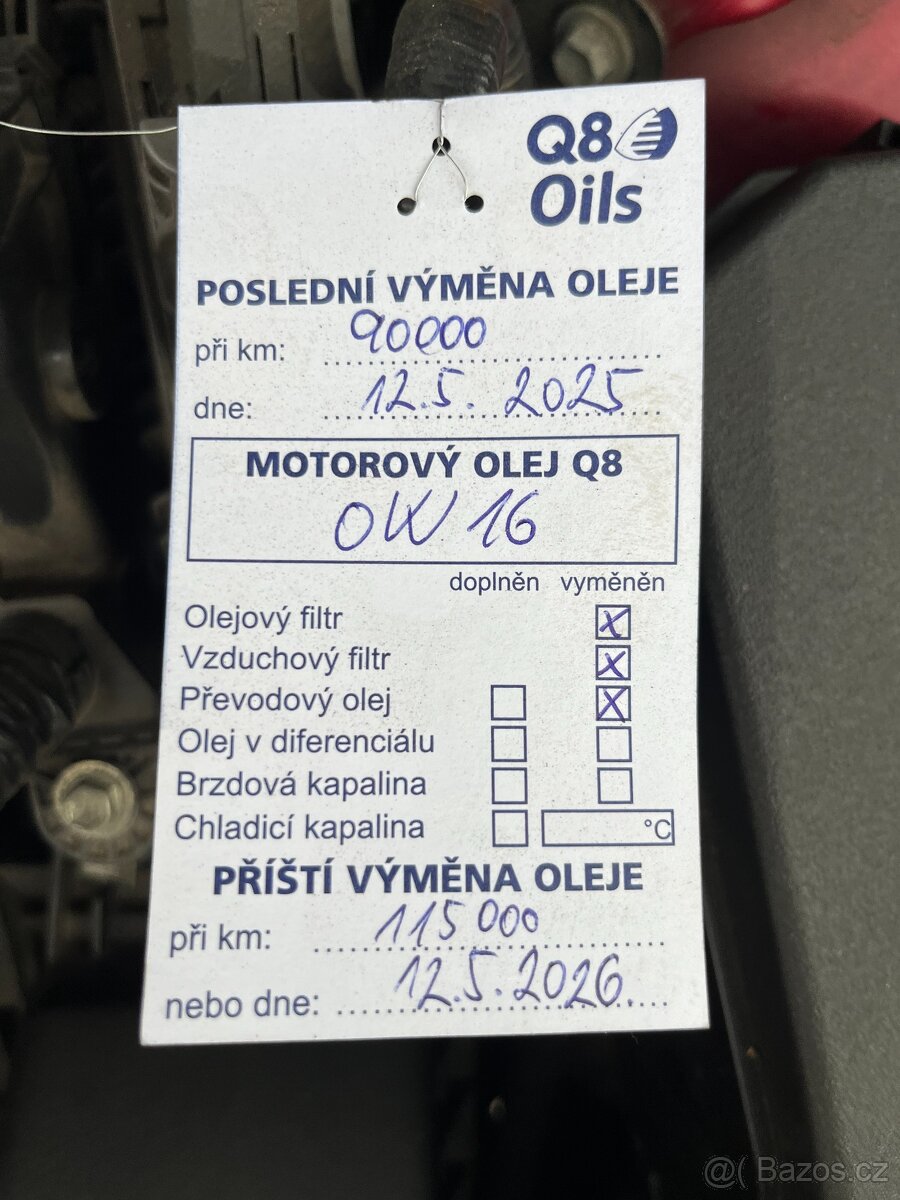 Q8
Oils
POSLEDNÍ VÝMĚNA OLEJE
při km: 90000
dne: 12.5. 2025
MOTOROVÝ OLEJ Q8
0W 16
doplněn vyměněn
Olejový filtr X
Vzduchový filtr X
Převodový olej X
Olej v diferenciálu
Brzdová kapalina
Chladicí kapalina °C
PŘÍŠTÍ VÝMĚNA OLEJE
při km: 115 000
nebo dne: 12.5.2026
@( Bazos.cz